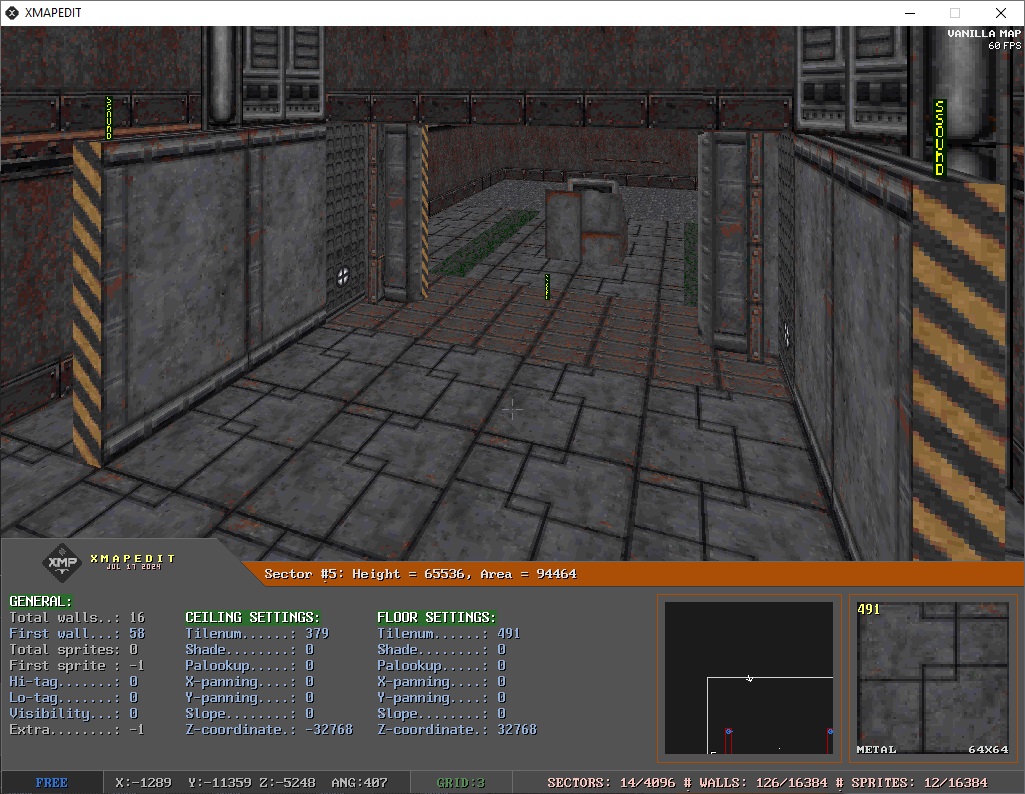 XMAPEDIT
VANILLA MAP
60 FPS
SSOUND
SSOUND
XMP
XMAPEDIT
JUL 17 2024
Sector #5: Height = 65536, Area = 94464
GENERAL:
Total walls..: 16
First wall...: 58
Total sprites: 0
First sprite : -1
Hi-tag.......: 0
Lo-tag.......: 0
Visibility...: 0
Extra........: -1
CEILING SETTINGS:
Tilenum......: 379
Shade........: 0
Palookup.....: 0
X-panning....: 0
Y-panning....: 0
Slope........: 0
Z-coordinate.: -32768
FLOOR SETTINGS:
Tilenum......: 491
Shade........: 0
Palookup.....: 0
X-panning....: 0
Y-panning....: 0
Slope........: 0
Z-coordinate.: 32768
491
METAL 64X64
FREE X:-1289 Y:-11359 Z:-5248 ANG:407 GRID:3 SECTORS: 14/4096 # WALLS: 126/16384 # SPRITES: 12/16384